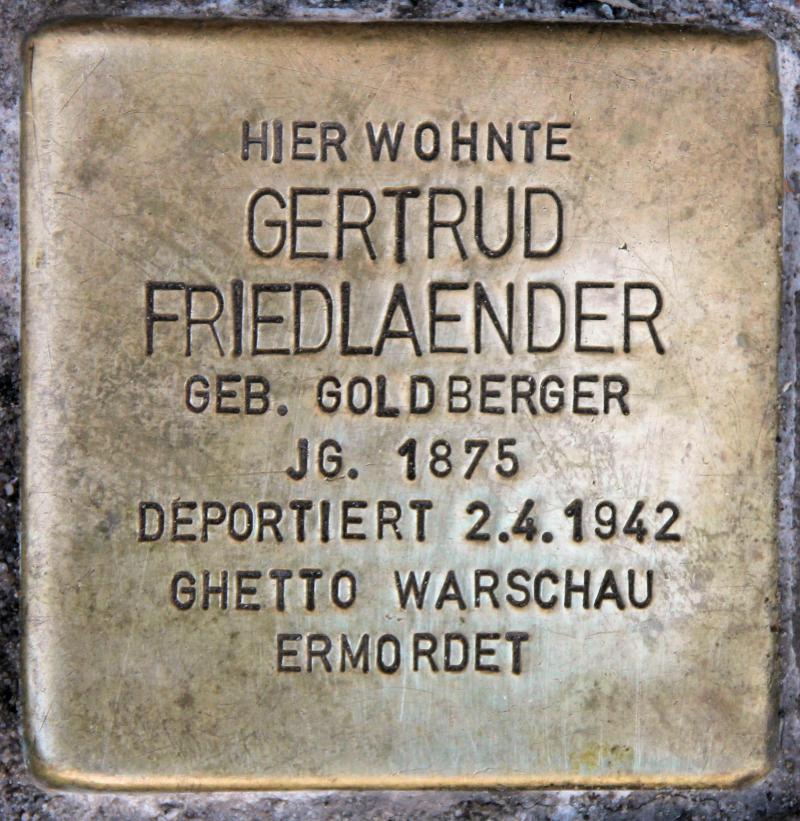 HIER WOHNTE
GERTRUD
FRIEDLAENDER
GEB. GOLDBERGER
JG. 1875
DEPORTIERT 2.4.1942
GHETTO WARSCHAU
ERMORDET